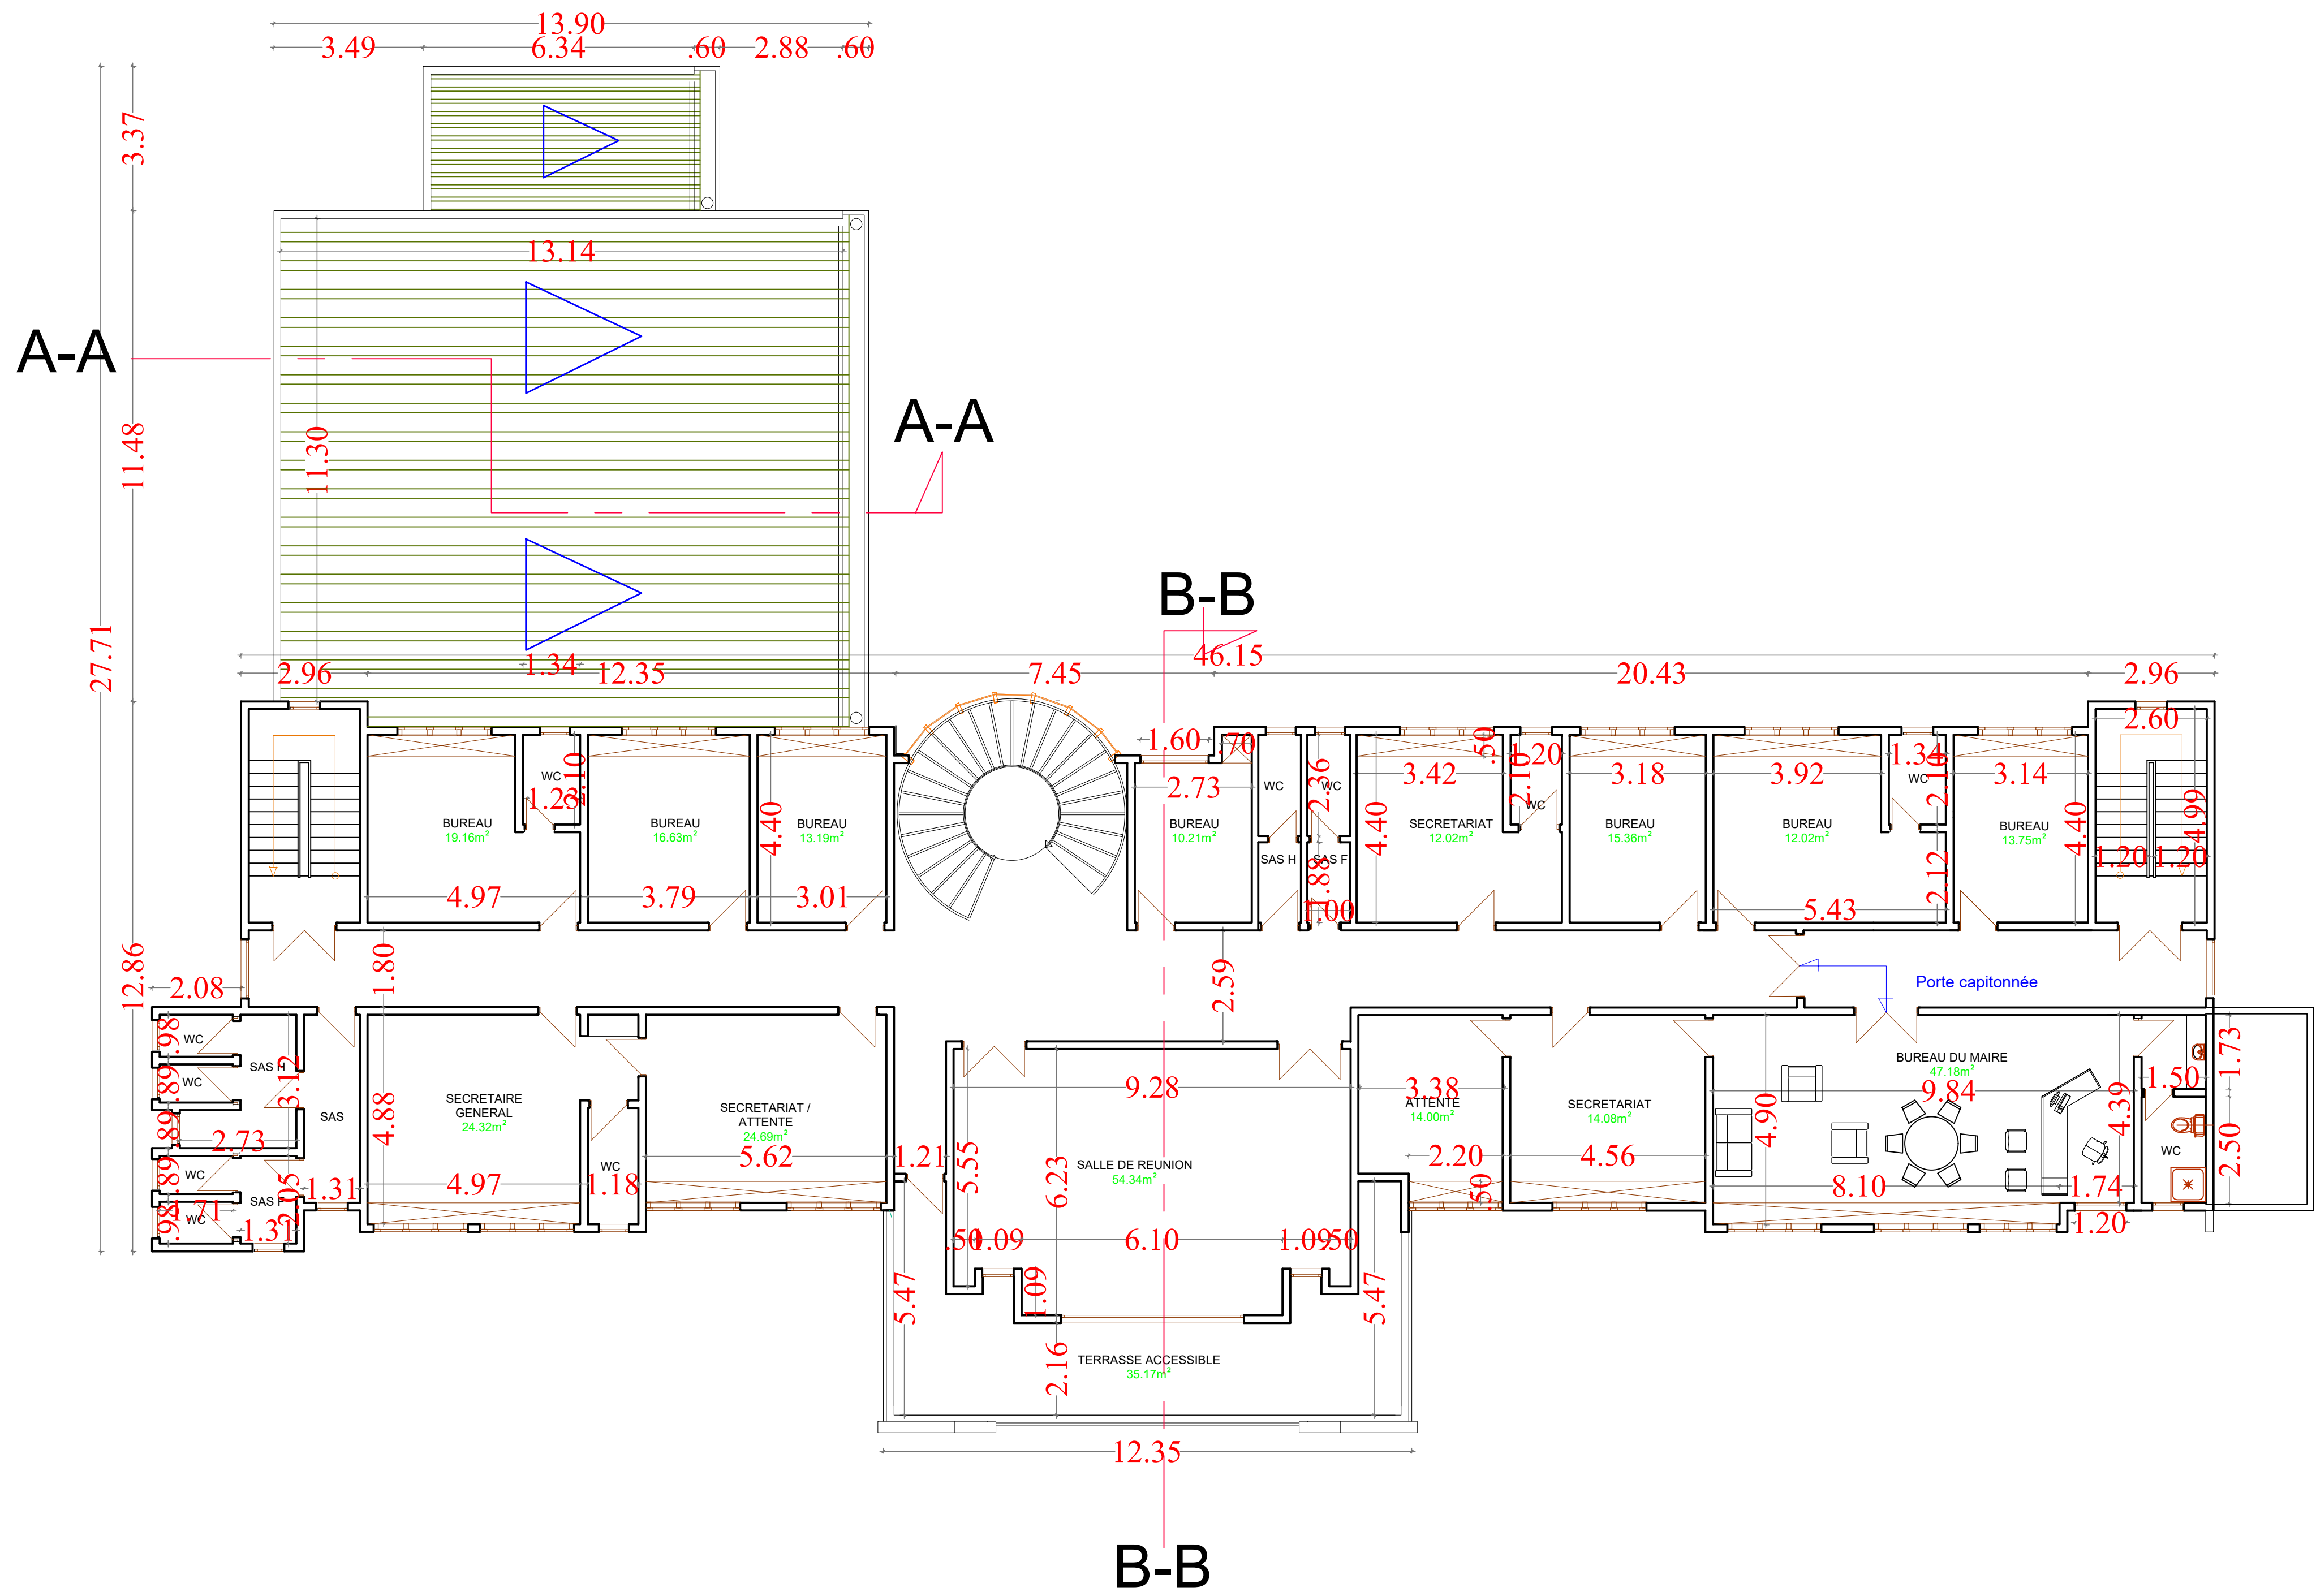 13.90
3.49 6.34 .60 2.88 .60
3.37
13.14
A-A
A-A
11.48
11.30
B-B
27.71
46.15
2.96 1.34 12.35 7.45 20.43 2.96
2.60
1.60 .70 .50 1.20 1.34
WC 2.10
3.42 3.18 3.92 3.14
2.73
WC 2.36 WC 2.10 WC 2.10 WC
1.23
BUREAU
19.16m²
BUREAU
16.63m²
BUREAU
13.19m²
4.40
BUREAU
10.21m²
4.40
SECRETARIAT
12.02m²
BUREAU
15.36m²
BUREAU
12.02m²
BUREAU
13.75m²
4.40
4.99
SAS H SAS F
1.88
2.12
1.20 1.20
4.97 3.79 3.01
1.00
5.43
12.86
1.80
2.59
2.08
Porte capitonnée
.98
WC
SAS H
3.12
.89
WC
SAS
.89
2.73
.89
WC
SAS F
2.05
1.31
.98
1.71
WC
1.31
4.88
SECRETAIRE
GENERAL
24.32m²
4.97
WC
1.18
SECRETARIAT /
ATTENTE
24.69m²
5.62
1.21
9.28
5.55
6.23
SALLE DE REUNION
54.34m²
.50 1.09 6.10 1.09 .50
3.38
ATTENTE
14.00m²
2.20
.50
SECRETARIAT
14.08m²
4.56
4.90
BUREAU DU MAIRE
47.18m²
9.84
4.39
8.10 1.74
1.20
1.50
1.73
WC
2.50
5.47
1.09
5.47
2.16
TERRASSE ACCESSIBLE
35.17m²
12.35
B-B